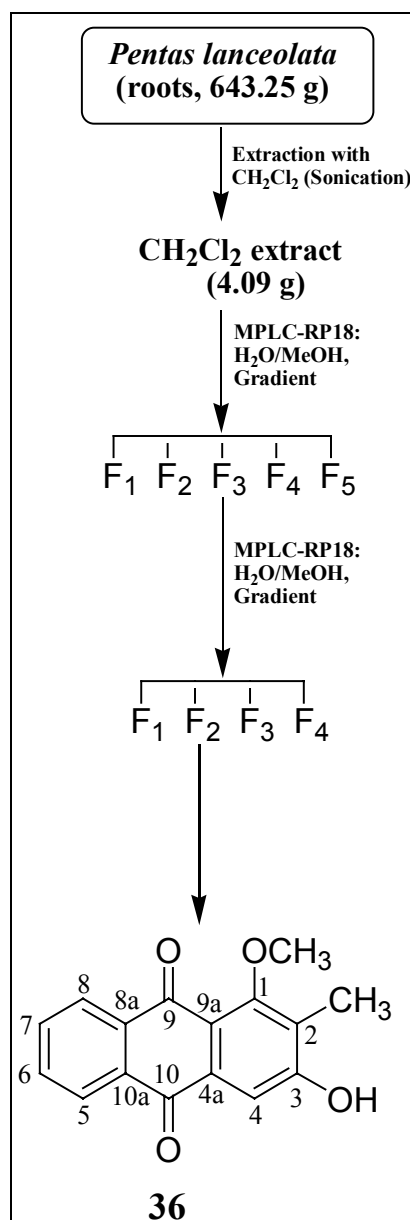 Pentas lanceolata
(roots, 643.25 g)
Extraction with
CH2Cl2 (Sonication)
CH2Cl2 extract
(4.09 g)
MPLC-RP18:
H2O/MeOH,
Gradient
F1 F2 F3 F4 F5
MPLC-RP18:
H2O/MeOH,
Gradient
F1 F2 F3 F4
O OCH3
8 8a 9 9a 1 CH3
7 2
6 10 3
5 10a 4a 4 OH
O
36